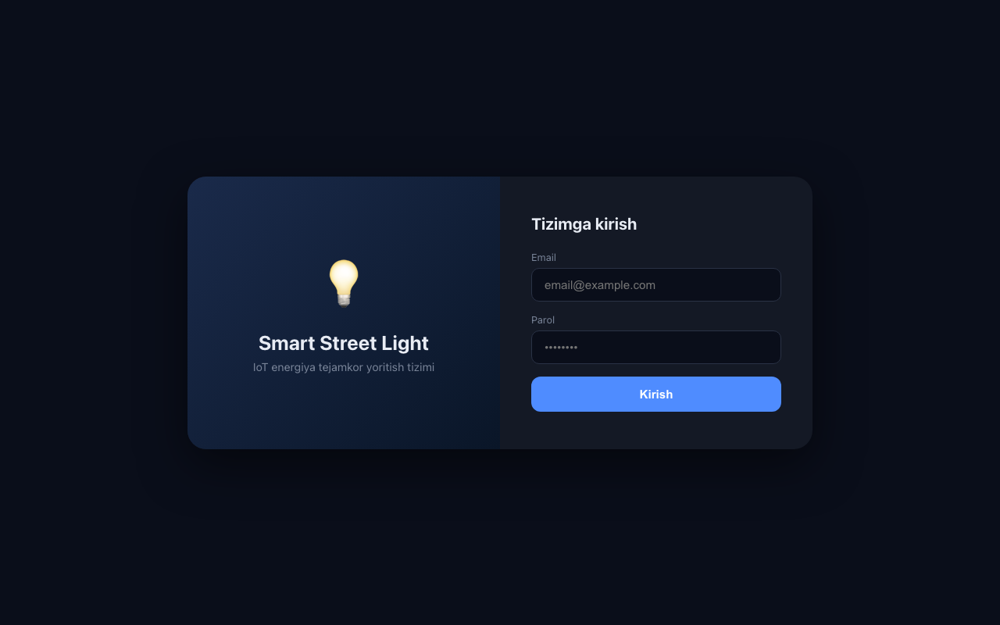 Smart Street Light
IoT energiya tejamkor yoritish tizimi
Tizimga kirish
Email
email@example.com
Parol
••••••••
Kirish